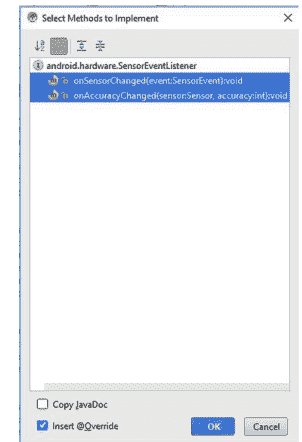 Select Methods to Implement
android.hardware.SensorEventListener
onSensorChanged(event:SensorEvent):void
onAccuracyChanged(sensor:Sensor, accuracy:int):void
Copy JavaDoc
Insert @Override
OK
Cancel